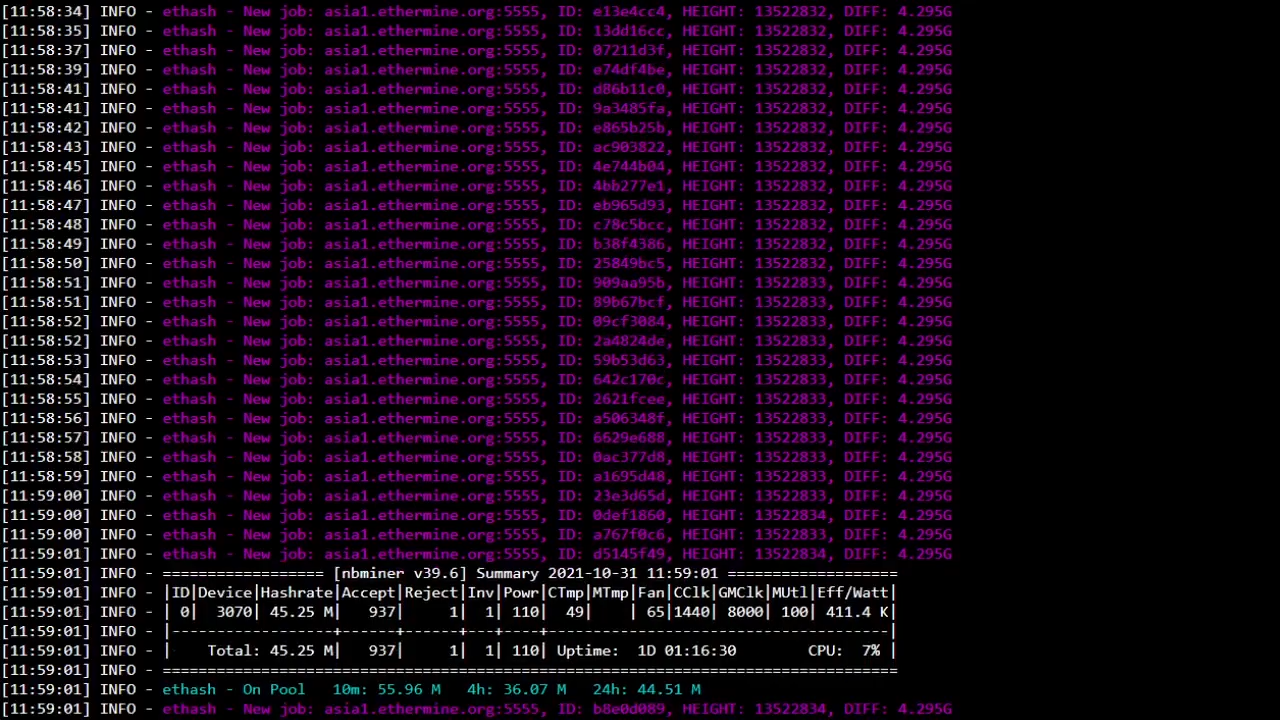 [11:58:34] INFO - ethash - New job: asia1.ethermine.org:5555, ID: e13e4cc4, HEIGHT: 13522832, DIFF: 4.295G
[11:58:35] INFO - ethash - New job: asia1.ethermine.org:5555, ID: 13dd16cc, HEIGHT: 13522832, DIFF: 4.295G
[11:58:37] INFO - ethash - New job: asia1.ethermine.org:5555, ID: 07211d3f, HEIGHT: 13522832, DIFF: 4.295G
[11:58:39] INFO - ethash - New job: asia1.ethermine.org:5555, ID: e74df4be, HEIGHT: 13522832, DIFF: 4.295G
[11:58:41] INFO - ethash - New job: asia1.ethermine.org:5555, ID: d86b11c0, HEIGHT: 13522832, DIFF: 4.295G
[11:58:41] INFO - ethash - New job: asia1.ethermine.org:5555, ID: 9a3485fa, HEIGHT: 13522832, DIFF: 4.295G
[11:58:42] INFO - ethash - New job: asia1.ethermine.org:5555, ID: e865b25b, HEIGHT: 13522832, DIFF: 4.295G
[11:58:43] INFO - ethash - New job: asia1.ethermine.org:5555, ID: ac903822, HEIGHT: 13522832, DIFF: 4.295G
[11:58:45] INFO - ethash - New job: asia1.ethermine.org:5555, ID: 4e744b04, HEIGHT: 13522832, DIFF: 4.295G
[11:58:46] INFO - ethash - New job: asia1.ethermine.org:5555, ID: 4bb277e1, HEIGHT: 13522832, DIFF: 4.295G
[11:58:47] INFO - ethash - New job: asia1.ethermine.org:5555, ID: eb965d93, HEIGHT: 13522832, DIFF: 4.295G
[11:58:48] INFO - ethash - New job: asia1.ethermine.org:5555, ID: c78c5bcc, HEIGHT: 13522832, DIFF: 4.295G
[11:58:49] INFO - ethash - New job: asia1.ethermine.org:5555, ID: b38f4386, HEIGHT: 13522832, DIFF: 4.295G
[11:58:50] INFO - ethash - New job: asia1.ethermine.org:5555, ID: 25849bc5, HEIGHT: 13522832, DIFF: 4.295G
[11:58:51] INFO - ethash - New job: asia1.ethermine.org:5555, ID: 909aa95b, HEIGHT: 13522833, DIFF: 4.295G
[11:58:51] INFO - ethash - New job: asia1.ethermine.org:5555, ID: 89b67bcf, HEIGHT: 13522833, DIFF: 4.295G
[11:58:52] INFO - ethash - New job: asia1.ethermine.org:5555, ID: 09cf3084, HEIGHT: 13522833, DIFF: 4.295G
[11:58:52] INFO - ethash - New job: asia1.ethermine.org:5555, ID: 2a4824de, HEIGHT: 13522833, DIFF: 4.295G
[11:58:53] INFO - ethash - New job: asia1.ethermine.org:5555, ID: 59b53d63, HEIGHT: 13522833, DIFF: 4.295G
[11:58:54] INFO - ethash - New job: asia1.ethermine.org:5555, ID: 642c170c, HEIGHT: 13522833, DIFF: 4.295G
[11:58:55] INFO - ethash - New job: asia1.ethermine.org:5555, ID: 2621fcee, HEIGHT: 13522833, DIFF: 4.295G
[11:58:56] INFO - ethash - New job: asia1.ethermine.org:5555, ID: a506348f, HEIGHT: 13522833, DIFF: 4.295G
[11:58:57] INFO - ethash - New job: asia1.ethermine.org:5555, ID: 6629e688, HEIGHT: 13522833, DIFF: 4.295G
[11:58:58] INFO - ethash - New job: asia1.ethermine.org:5555, ID: 0ac377d8, HEIGHT: 13522833, DIFF: 4.295G
[11:58:59] INFO - ethash - New job: asia1.ethermine.org:5555, ID: a1695d48, HEIGHT: 13522833, DIFF: 4.295G
[11:59:00] INFO - ethash - New job: asia1.ethermine.org:5555, ID: 23e3d65d, HEIGHT: 13522833, DIFF: 4.295G
[11:59:00] INFO - ethash - New job: asia1.ethermine.org:5555, ID: 0def1860, HEIGHT: 13522834, DIFF: 4.295G
[11:59:00] INFO - ethash - New job: asia1.ethermine.org:5555, ID: a767f0c6, HEIGHT: 13522834, DIFF: 4.295G
[11:59:01] INFO - ethash - New job: asia1.ethermine.org:5555, ID: d5145f49, HEIGHT: 13522834, DIFF: 4.295G
[11:59:01] INFO - ================== [nbminer v39.6] Summary 2021-10-31 11:59:01 ===================
[11:59:01] INFO - |ID|Device|Hashrate|Accept|Reject|Inv|Powr|CTmp|MTmp|Fan|CClk|GMClk|MUtl|Eff/Watt|
[11:59:01] INFO - | 0|  3070| 45.25 M|   937|     1|  1| 110|  49|    | 65|1440| 8000| 100| 411.4 K|
[11:59:01] INFO - |------------------+------+------+---+----+--------------------------------------|
[11:59:01] INFO - |    Total: 45.25 M|   937|     1|  1| 110| Uptime:  1D 01:16:30        CPU:  7% |
[11:59:01] INFO - ==================================================================================
[11:59:01] INFO - ethash - On Pool   10m: 55.96 M   4h: 36.07 M   24h: 44.51 M
[11:59:01] INFO - ethash - New job: asia1.ethermine.org:5555, ID: b8e0d089, HEIGHT: 13522834, DIFF: 4.295G